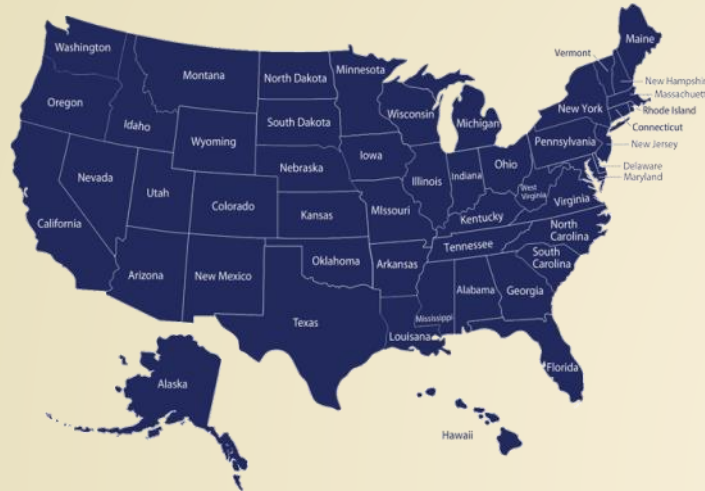 Maine
Washington
Vermont
Montana
North Dakota
Minnesota
New Hampshire
Massachuetts
Oregon
Idaho
Wisconsin
New York
Rhode Island
South Dakota
Michigan
Connecticut
Wyoming
Pennsylvania
New Jersey
Iowa
Nebraska
Ohio
Delaware
Nevada
Illinois
Indiana
Maryland
Utah
Colorado
West
Virginia
Virginia
California
Kansas
MIssouri
Kentucky
North
Carolina
Tennessee
Oklahoma
South
Carolina
Arizona
New Mexico
Arkansas
Alabama
Georgia
Mississippi
Texas
Louisana
Florida
Alaska
Hawaii